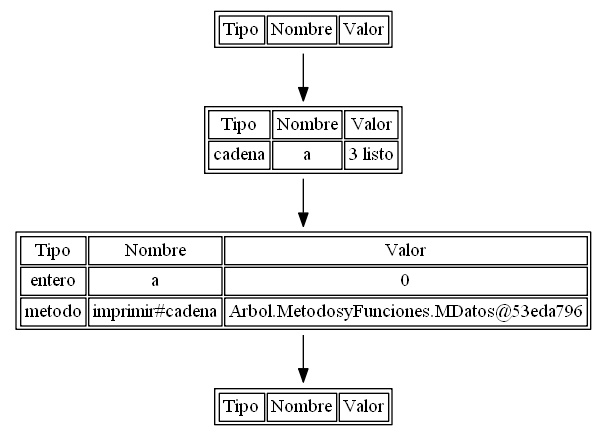 Tipo Nombre Valor
Tipo Nombre Valor
cadena a 3 listo
Tipo Nombre Valor
entero a 0
metodo imprimir#cadena Arbol.MetodosyFunciones.MDatos@53eda796
Tipo Nombre Valor